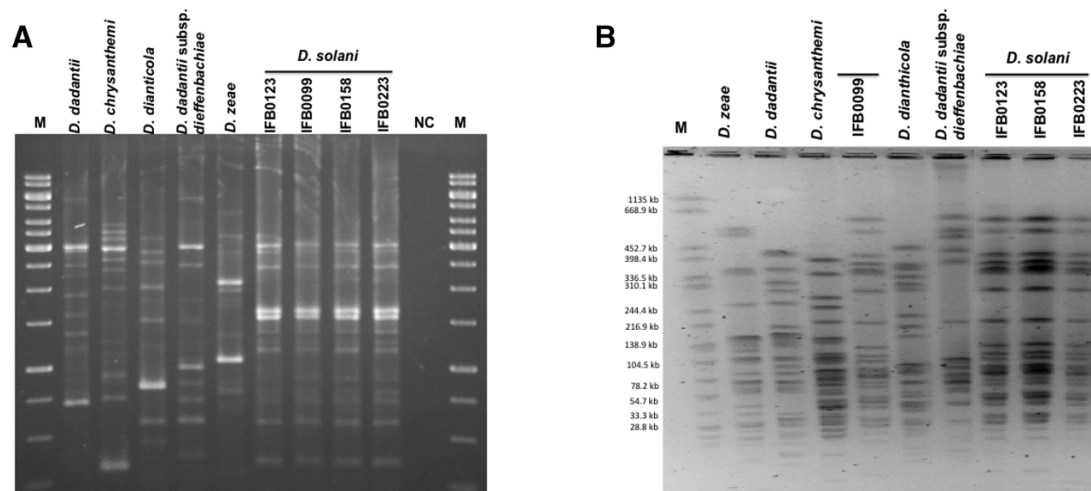 A
M
D. dadantii
D. chrysanthemi
D. dianticola
D. dadantii subsp.
dieffenbachiae
D. zeae
D. solani
IFB0123
IFB0099
IFB0158
IFB0223
NC
M
B
M
D. zeae
D. dadantii
D. chrysanthemi
IFB0099
D. dianthicola
D. dadantii subsp.
dieffenbachiae
D. solani
IFB0123
IFB0158
IFB0223
1135 kb
668.9 kb
452.7 kb
398.4 kb
336.5 kb
310.1 kb
244.4 kb
216.9 kb
138.9 kb
104.5 kb
78.2 kb
54.7 kb
33.3 kb
28.8 kb